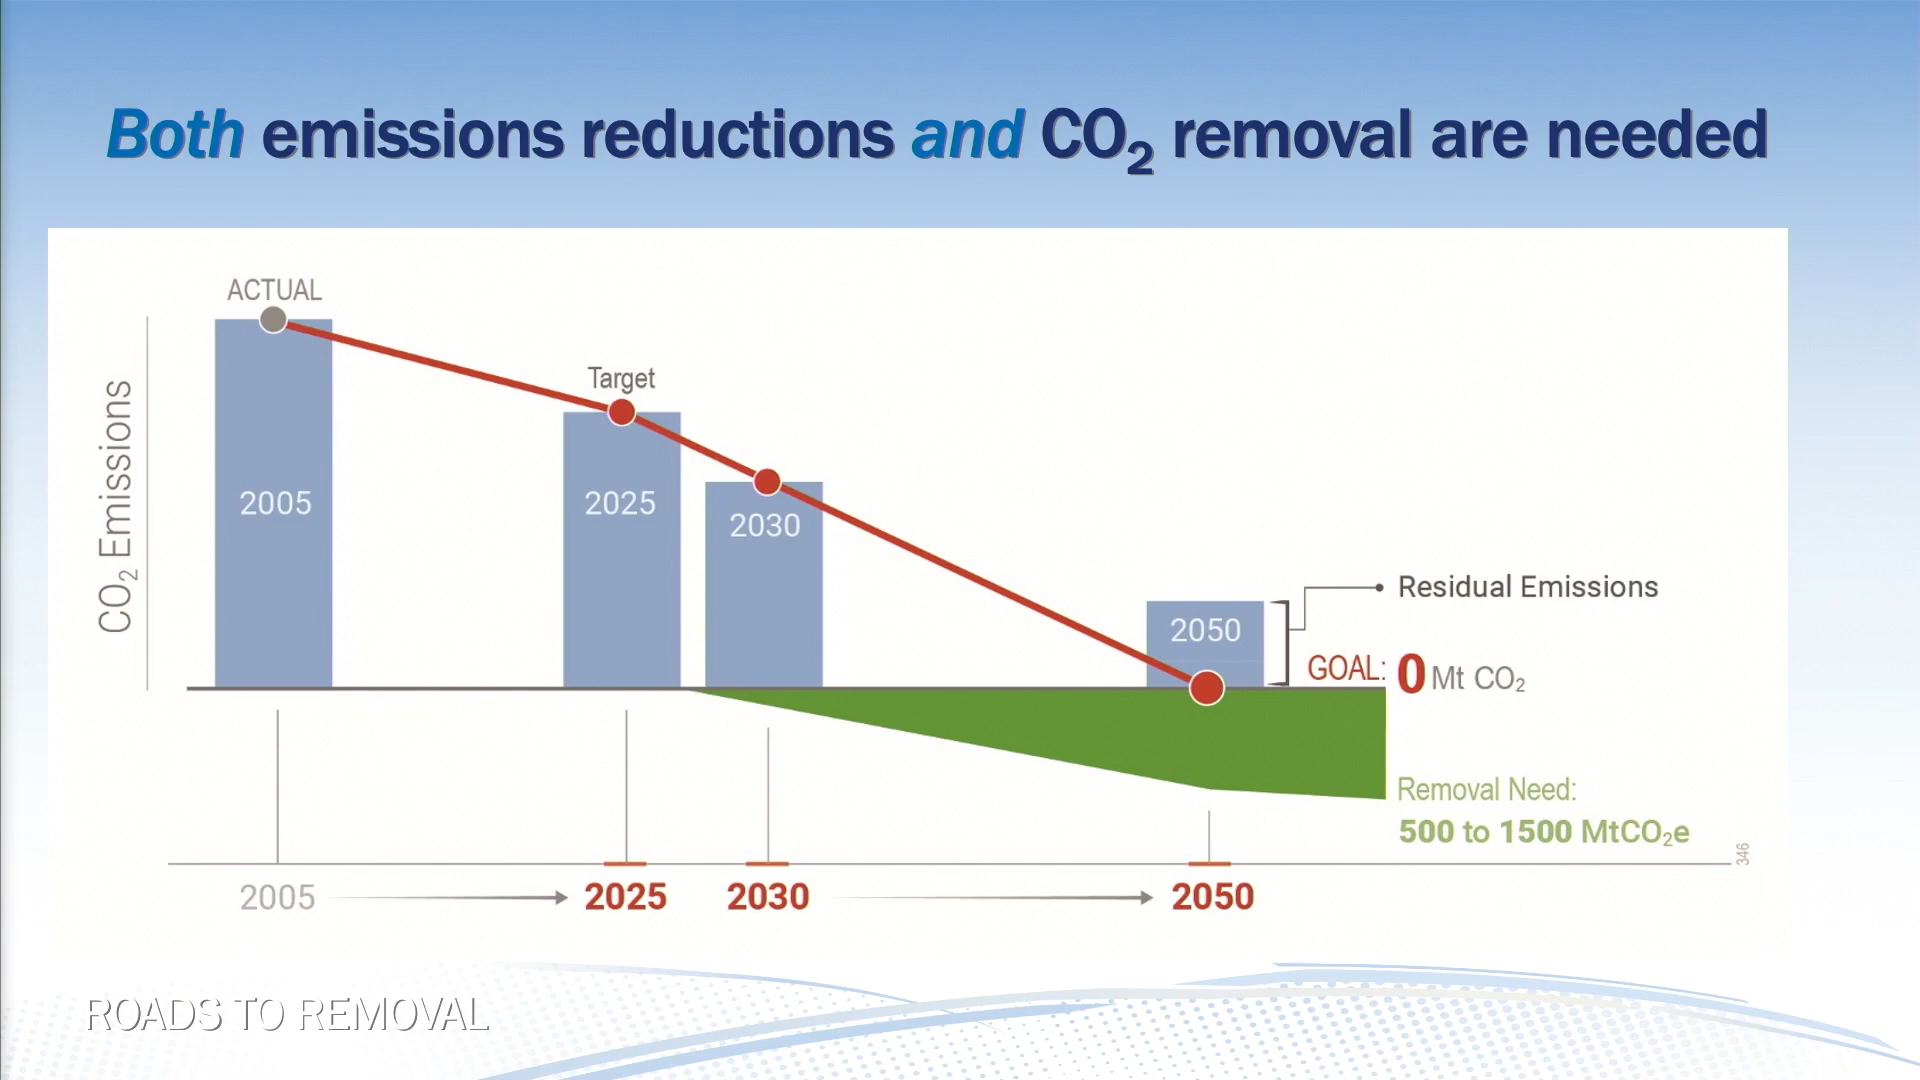 Both emissions reductions and CO₂ removal are needed
ACTUAL
Target
CO₂ Emissions
2005
2025
2030
2050
Residual Emissions
GOAL: 0 Mt CO₂
Removal Need:
500 to 1500 MtCO₂e
346
2005 2025 2030 2050
ROADS TO REMOVAL